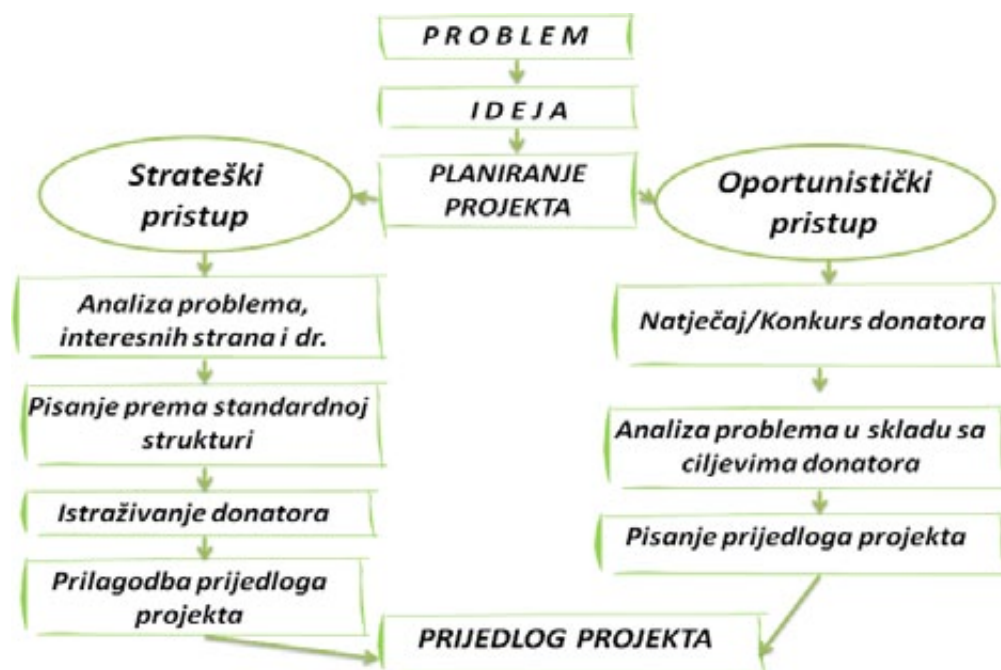 P R O B L E M
I D E J A
PLANIRANJE
PROJEKTA
Strateški
pristup
Analiza problema,
interesnih strana i dr.
Pisanje prema standardnoj
strukturi
Istraživanje donatora
Prilagodba prijedloga
projekta
Oportunistički
pristup
Natječaj/Konkurs donatora
Analiza problema u skladu sa
ciljevima donatora
Pisanje prijedloga projekta
PRIJEDLOG PROJEKTA